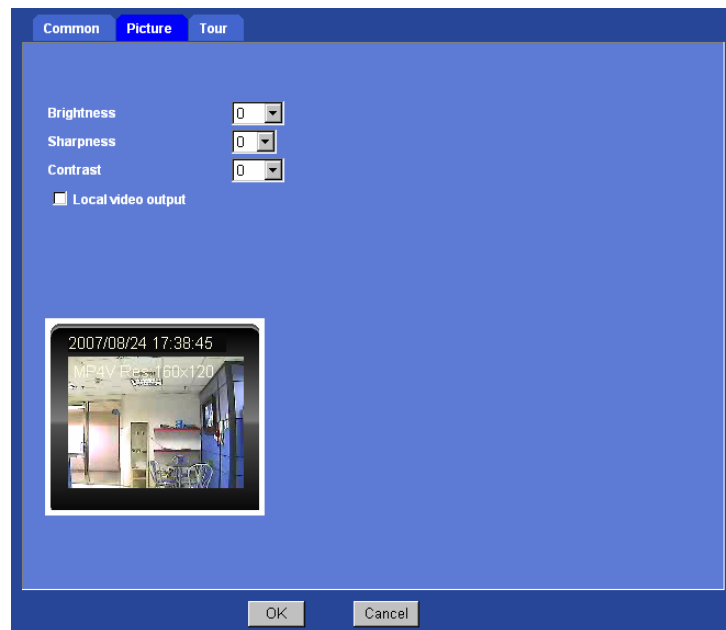 Common Picture Tour
Brightness 0
Sharpness 0
Contrast 0
Local video output
2007/08/24 17:38:45
MP4V Res:160x120
OK Cancel